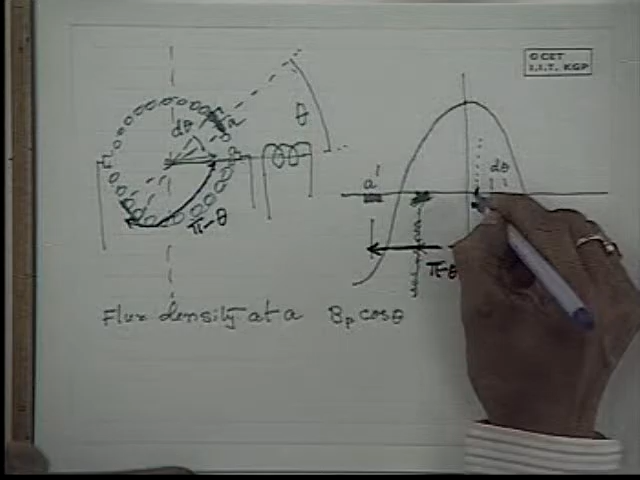 © CET
I.I.T. KGP
dθ
θ
a
π-θ
a'
dθ
π-θ
Flux density at a Bp cosθ